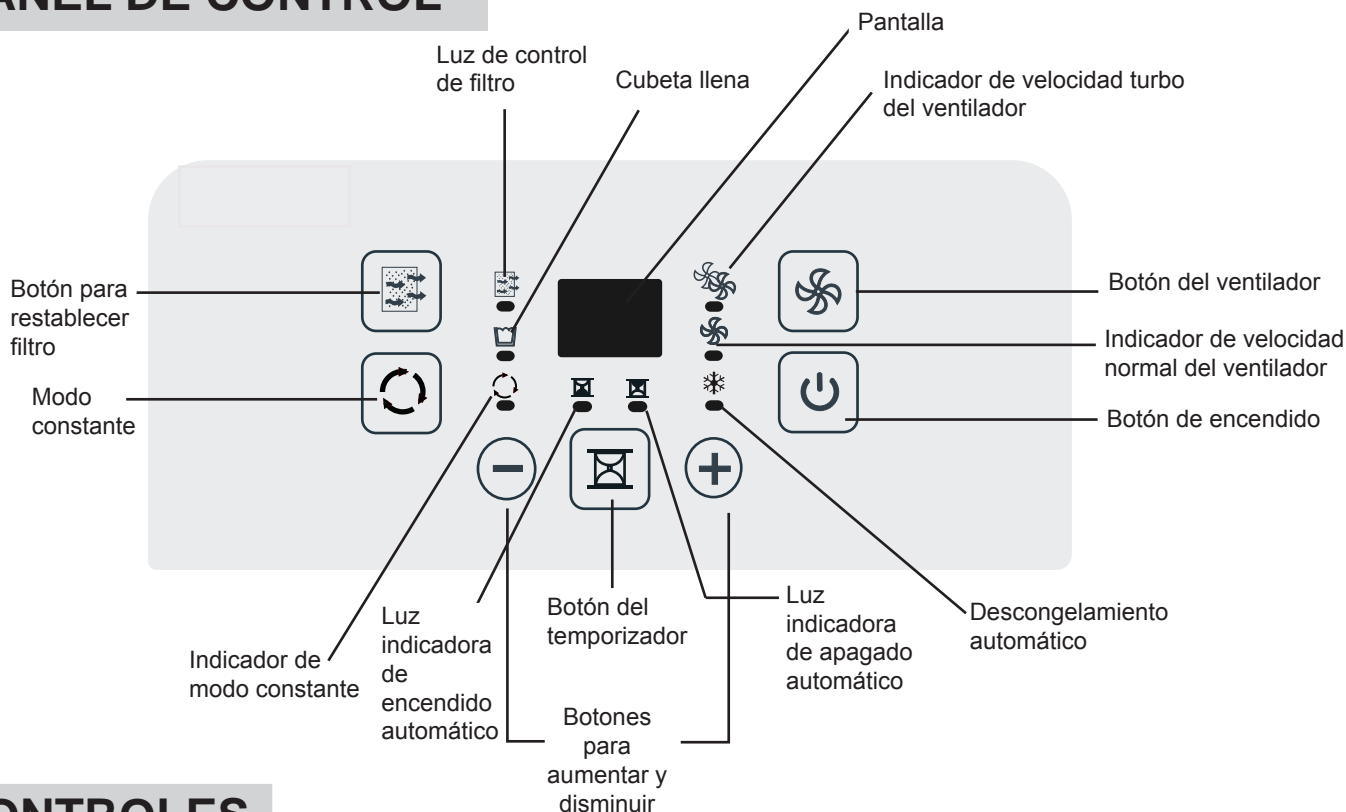 PANEL DE CONTROL
Pantalla
Luz de control
de filtro
Cubeta llena
Indicador de velocidad turbo
del ventilador
Botón para
restablecer
filtro
Botón del ventilador
Indicador de velocidad
normal del ventilador
Modo
constante
Botón de encendido
Indicador de
modo constante
Luz
indicadora
de
encendido
automático
Botón del
temporizador
Luz
indicadora
de apagado
automático
Descongelamiento
automático
Botones
para
aumentar y
disminuir
CONTROLES